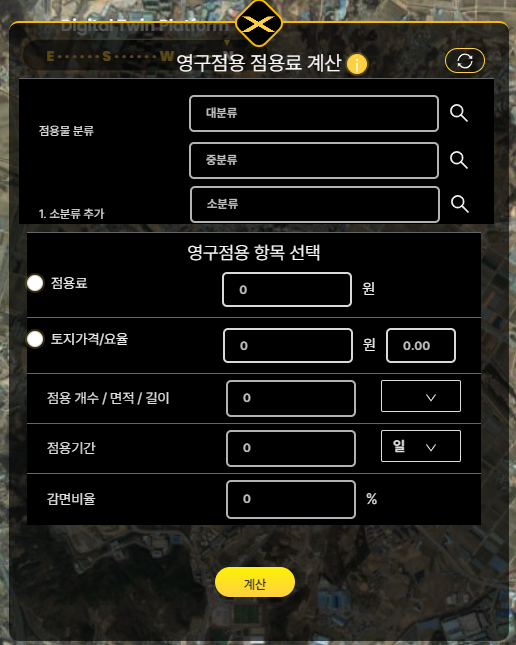 Digital Twin Platform
E S W
영구점용 점용료 계산 i
대분류
점용물 분류
중분류
소분류
1. 소분류 추가
영구점용 항목 선택
점용료 0 원
토지가격/요율 0 원 0.00
점용 개수 / 면적 / 길이 0
점용기간 0 일
감면비율 0 %
계산